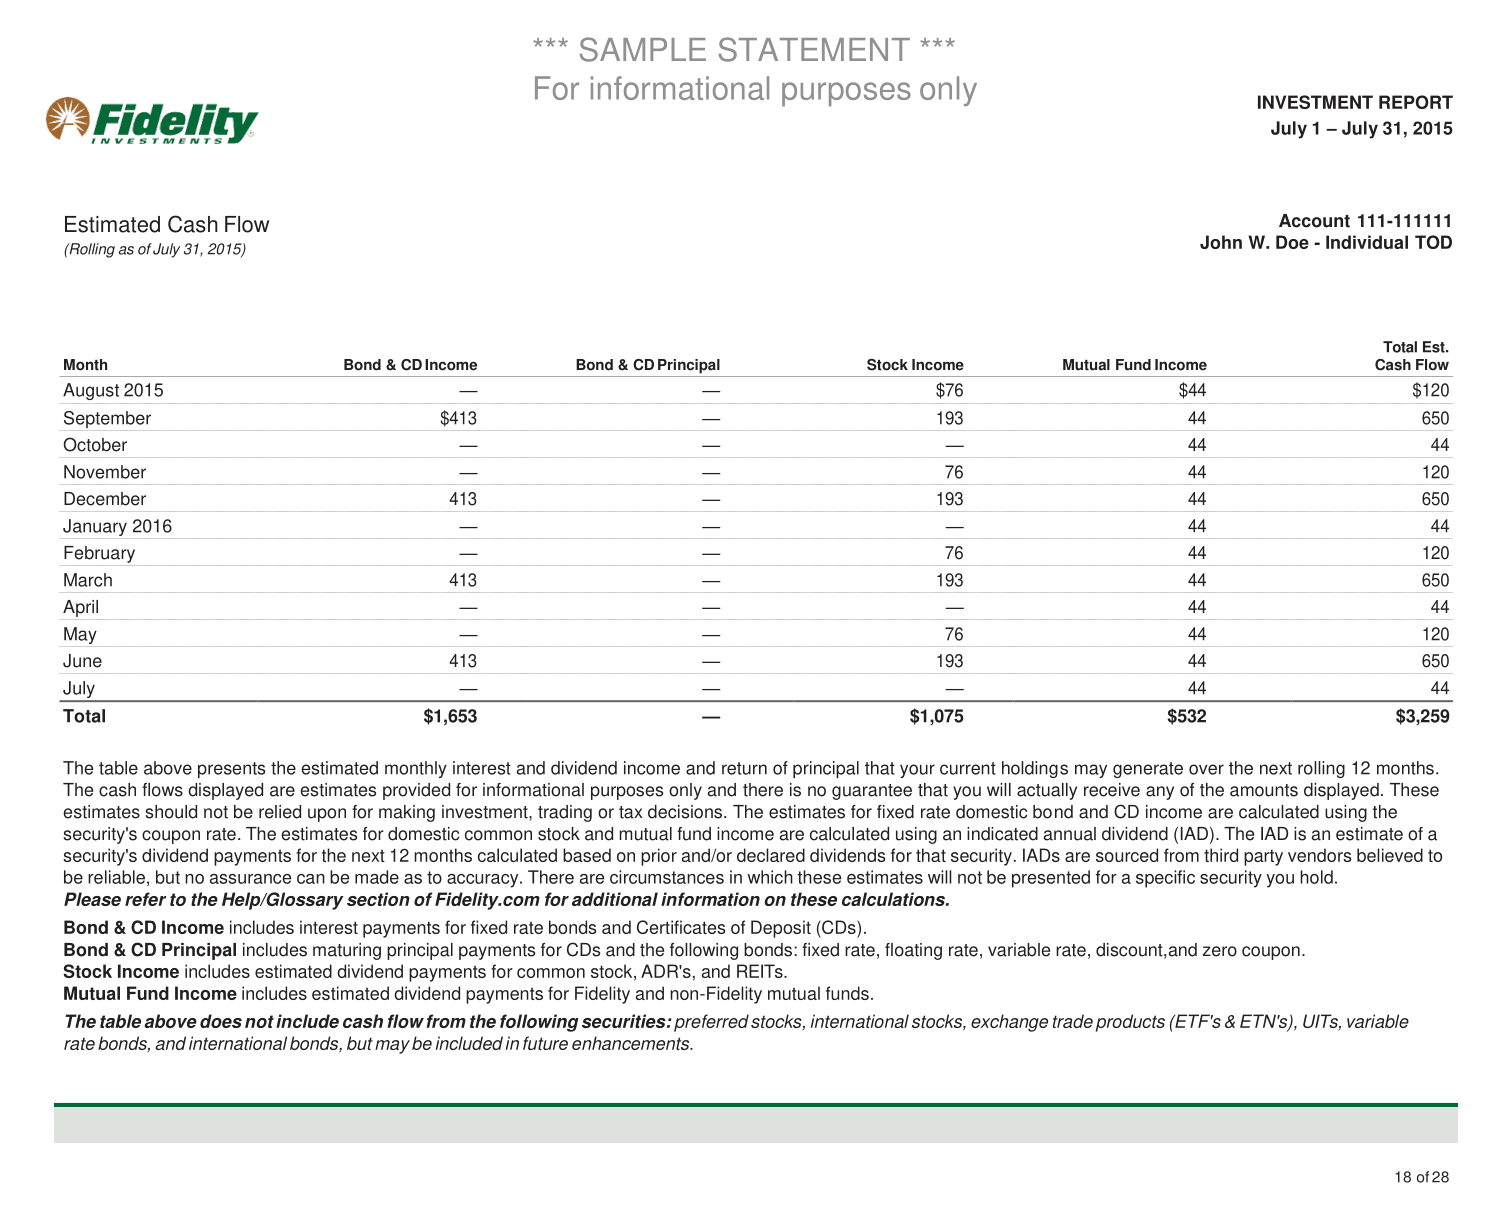 *** SAMPLE STATEMENT ***
For informational purposes only
Fidelity
INVESTMENTS®
INVESTMENT REPORT
July 1 – July 31, 2015
Estimated Cash Flow
(Rolling as of July 31, 2015)
Account 111-111111
John W. Doe - Individual TOD
Month Bond & CD Income Bond & CD Principal Stock Income Mutual Fund Income Total Est. Cash Flow
August 2015 — — $76 $44 $120
September $413 — 193 44 650
October — — — 44 44
November — — 76 44 120
December 413 — 193 44 650
January 2016 — — — 44 44
February — — 76 44 120
March 413 — 193 44 650
April — — — 44 44
May — — 76 44 120
June 413 — 193 44 650
July — — — 44 44
Total $1,653 — $1,075 $532 $3,259
The table above presents the estimated monthly interest and dividend income and return of principal that your current holdings may generate over the next rolling 12 months.
The cash flows displayed are estimates provided for informational purposes only and there is no guarantee that you will actually receive any of the amounts displayed. These
estimates should not be relied upon for making investment, trading or tax decisions. The estimates for fixed rate domestic bond and CD income are calculated using the
security's coupon rate. The estimates for domestic common stock and mutual fund income are calculated using an indicated annual dividend (IAD). The IAD is an estimate of a
security's dividend payments for the next 12 months calculated based on prior and/or declared dividends for that security. IADs are sourced from third party vendors believed to
be reliable, but no assurance can be made as to accuracy. There are circumstances in which these estimates will not be presented for a specific security you hold.
Please refer to the Help/Glossary section of Fidelity.com for additional information on these calculations.
Bond & CD Income includes interest payments for fixed rate bonds and Certificates of Deposit (CDs).
Bond & CD Principal includes maturing principal payments for CDs and the following bonds: fixed rate, floating rate, variable rate, discount,and zero coupon.
Stock Income includes estimated dividend payments for common stock, ADR's, and REITs.
Mutual Fund Income includes estimated dividend payments for Fidelity and non-Fidelity mutual funds.
The table above does not include cash flow from the following securities: preferred stocks, international stocks, exchange trade products (ETF's & ETN's), UITs, variable
rate bonds, and international bonds, but may be included in future enhancements.
18 of 28